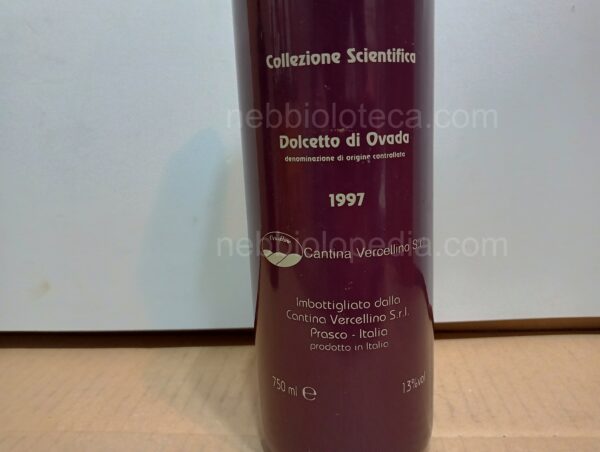 Collezione Scientifica
nebbioloteca.com
Dolcetto di Ovada
denominazione di origine controllata
1997
nebbiolopedia.com
Cantina Vercellino S.r.l.
Imbottigliato dalla
Cantina Vercellino S.r.l.
Prasco - Italia
prodotto in Italia
750 ml e
13%vol